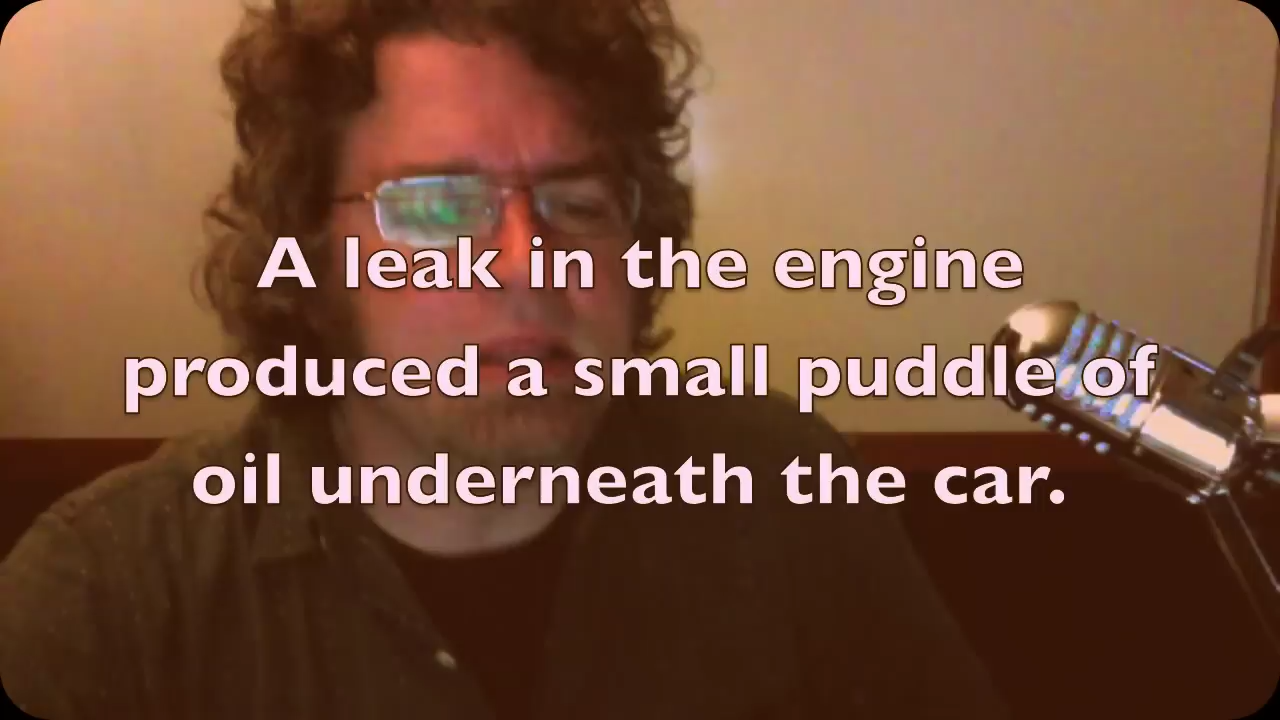 A leak in the engine
produced a small puddle of
oil underneath the car.